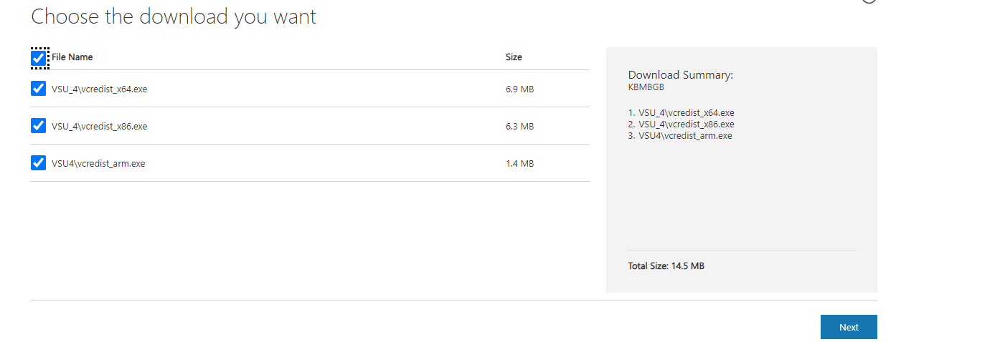 Choose the download you want
File Name Size
VSU_4\vcredist_x64.exe 6.9 MB
VSU_4\vcredist_x86.exe 6.3 MB
VSU4\vcredist_arm.exe 1.4 MB
Download Summary:
KBMBGB
1. VSU_4\vcredist_x64.exe
2. VSU_4\vcredist_x86.exe
3. VSU4\vcredist_arm.exe
Total Size: 14.5 MB
Next